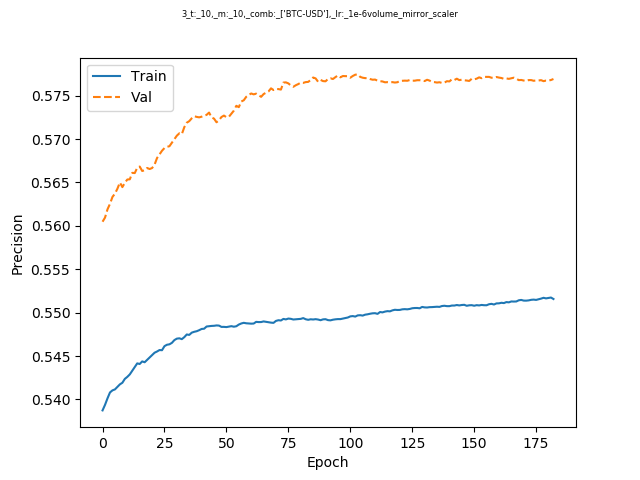 3_t:_10,_m:_10,_comb:_['BTC-USD'],_lr:_1e-6volume_mirror_scaler
Train
Val
0.575
0.570
0.565
0.560
0.555
0.550
0.545
0.540
Precision
0 25 50 75 100 125 150 175
Epoch